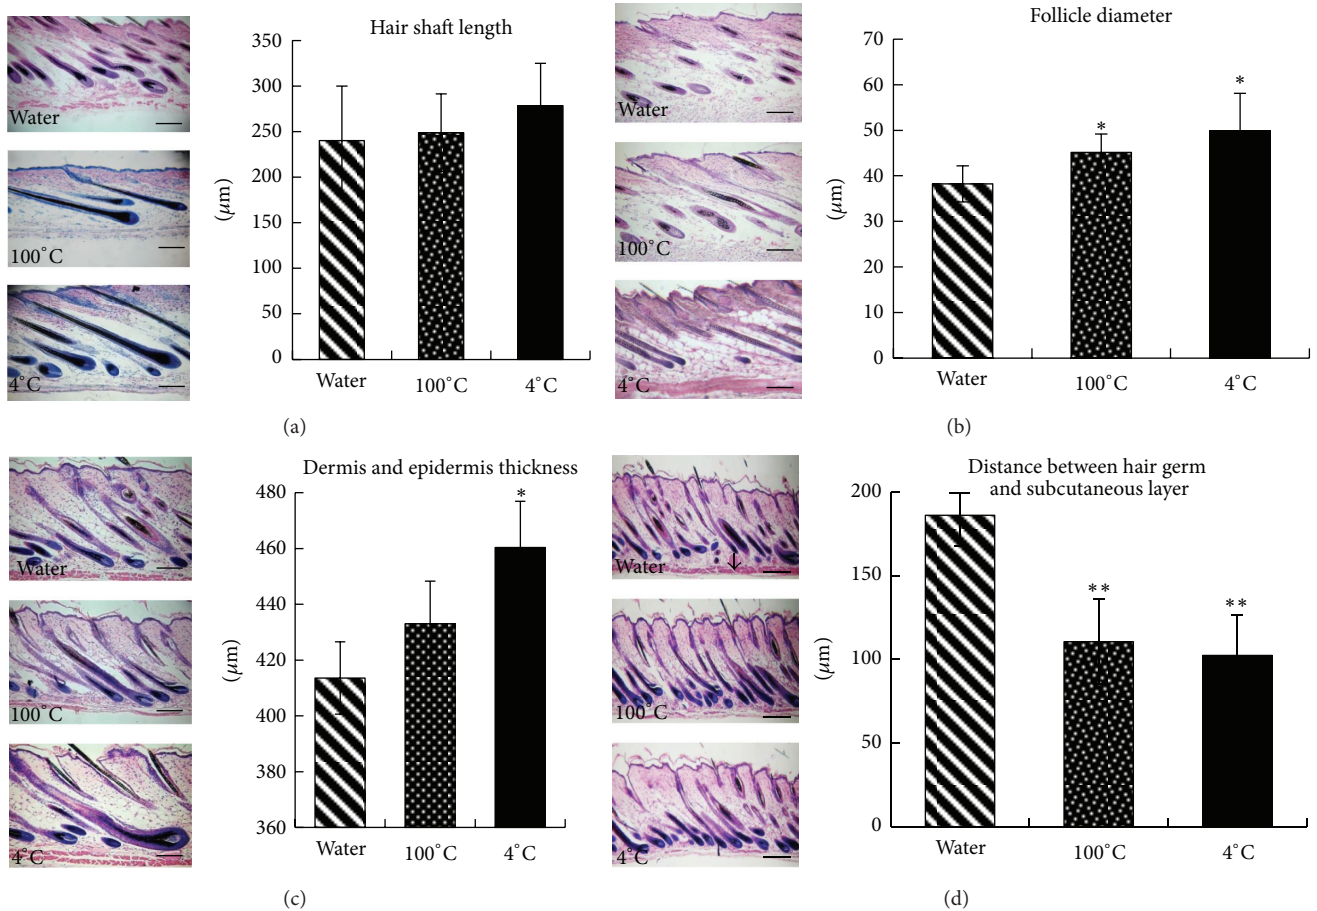 Water
100°C
4°C
Hair shaft length
350
300
250
200
150
100
50
0
(μm)
Water
100°C
4°C
(a)
Water
100°C
4°C
Follicle diameter
70
60
50
40
30
20
10
0
(μm)
*
*
Water
100°C
4°C
(b)
Water
100°C
4°C
Dermis and epidermis thickness
480
460
440
420
400
380
360
(μm)
*
Water
100°C
4°C
(c)
Water
100°C
4°C
Distance between hair germ
and subcutaneous layer
200
150
100
50
0
(μm)
**
**
Water
100°C
4°C
(d)